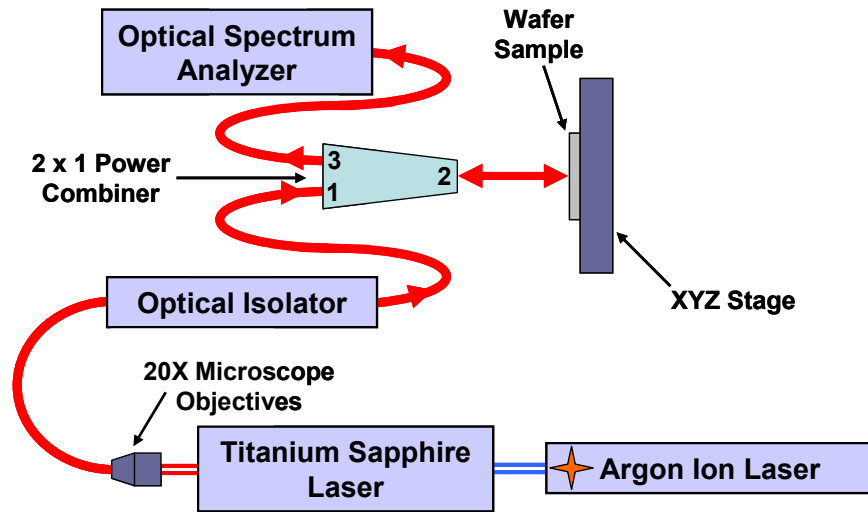 Optical Spectrum
Analyzer
Wafer
Sample
2 x 1 Power
Combiner
3
1
2
Optical Isolator
XYZ Stage
20X Microscope
Objectives
Titanium Sapphire
Laser
Argon Ion Laser